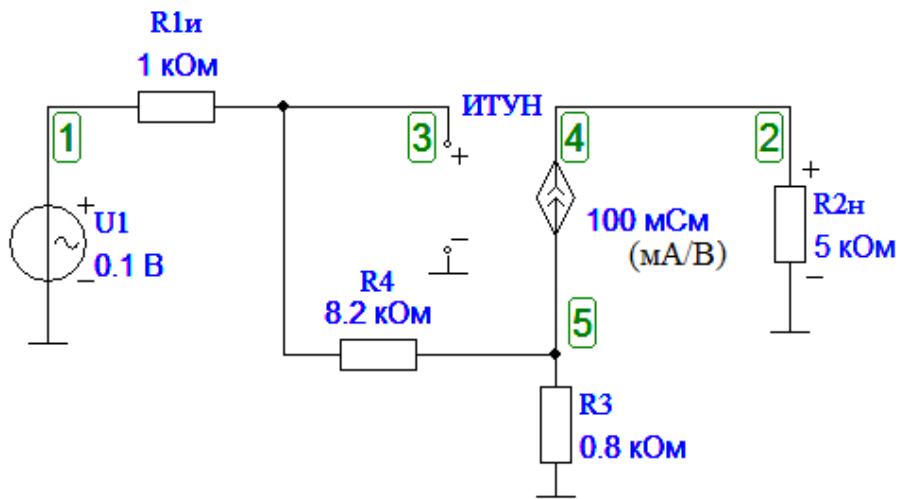 R1и
1 кОм
1
3
ИТУН
4
2
+
-
+
-
U1
0.1 В
100 мСм
(мА/В)
+
-
R2н
5 кОм
R4
8.2 кОм
5
R3
0.8 кОм